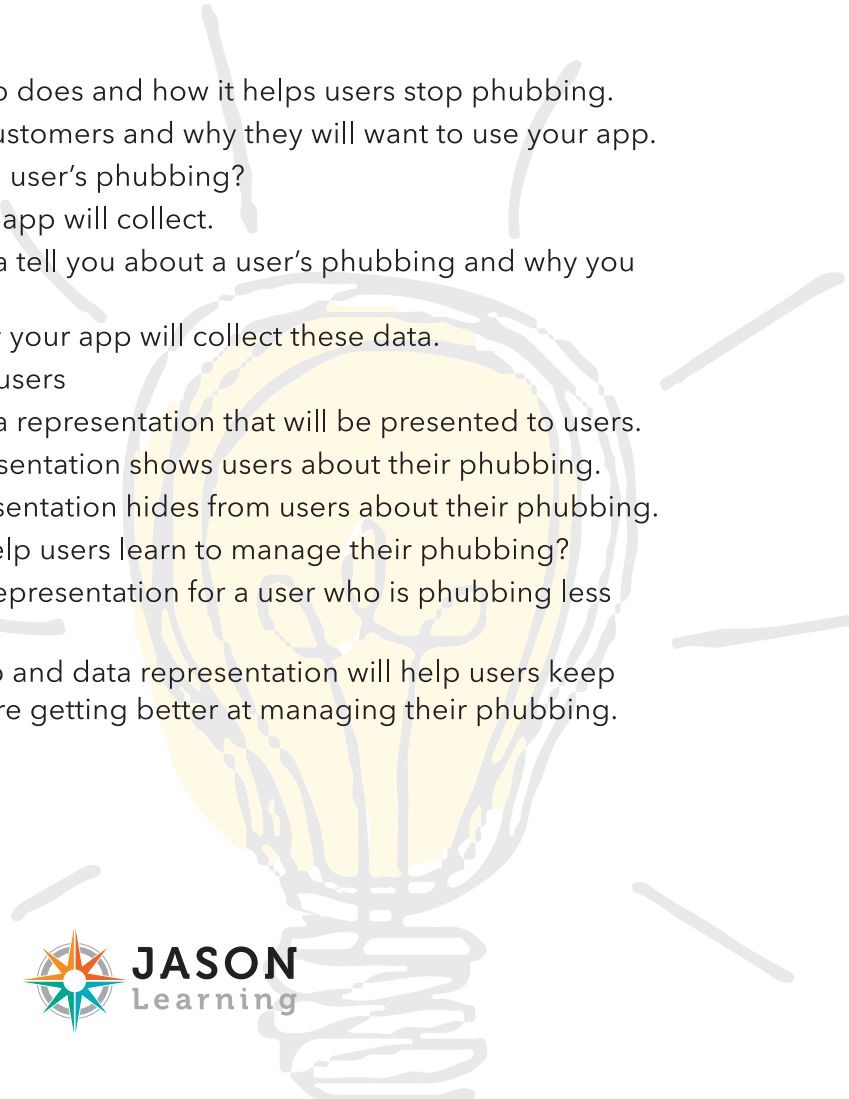 does and how it helps users stop phubbing.
ustomers and why they will want to use your app.
user’s phubbing?
app will collect.
a tell you about a user’s phubbing and why you
your app will collect these data.
users
a representation that will be presented to users.
sentation shows users about their phubbing.
sentation hides from users about their phubbing.
elp users learn to manage their phubbing?
epresentation for a user who is phubbing less
and data representation will help users keep
re getting better at managing their phubbing.
JASON
Learning